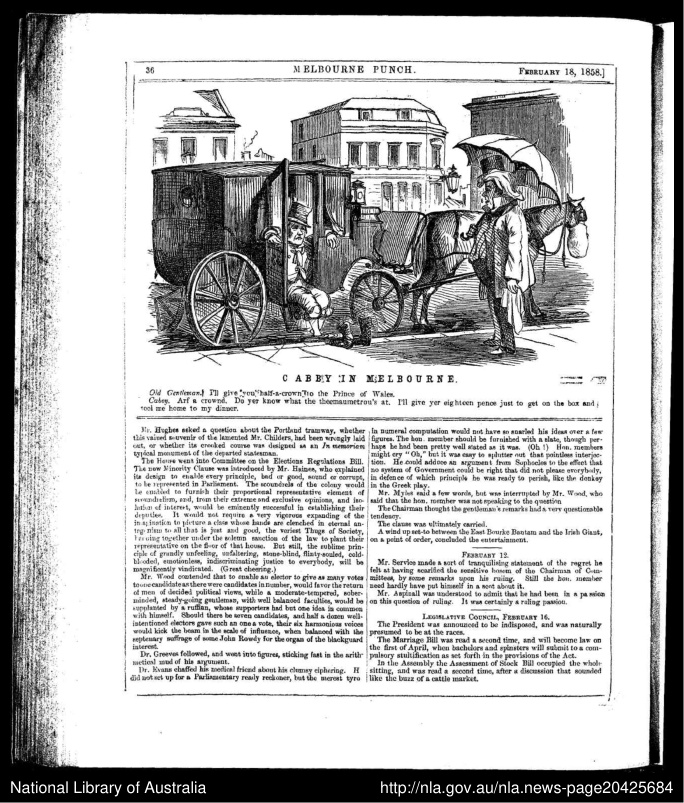 36
MELBOURNE PUNCH.
FEBRUARY 18, 1858.]
CABBY IN MELBOURNE.
Old Gentleman. I'll give you half-a-crown to the Prince of Wales.
Cabby. Arf a crownd. Do yer know what the thermaumetrou's at. I'll give yer eighteen pence just to get on the box and
me home to my dinner.
Mr. Hughes asked a question about the Portland tramway, whether
this valued souvenir of the lamented Mr. Childers, had been wrongly laid
out, or whether its crooked course was designed as an In memoriam
typical monument of the departed statesman.
The House went into Committee on the Elections Regulations Bill.
The new Minority Clause was introduced by Mr. Haines, who explained
its design to enable every principle, bad or good, sound or corrupt,
to be represented in Parliament. The scoundrels of the colony would
be enabled to furnish their proportional representative element of
scoundrelism, and, from their extreme and exclusive opinions, and iso-
lation of interest, would be eminently successful in establishing their
deputies. It would not require a very vigorous expanding of the
imagination to picture a class whose hands are clenched in eternal an-
tagonism to all that is just and good, the veriest Thugs of Society,
together under the solemn sanction of the law to plant their
representative on the floor of that house. But still, the sublime prin-
ciple of grandly unfeeling, unfaltering, stone-blind, flinty-souled, cold-
blooded, emotionless, indiscriminating justice to everybody, will be
magnificently vindicated. (Great cheering.)
Mr. Wood contended that to enable an elector to give as many votes
to one candidate as there were candidates in number, would favor the return
of men of decided political views, while a moderate-tempered, sober-
minded, steady-going gentleman, with well balanced faculties, would be
supplanted by a ruffian, whose supporters had but one idea in common
with himself. Should there be seven candidates, and half a dozen well-
intentioned electors gave such an one a vote, their six harmonious voices
would kick the beam in the scale of influence, when balanced with the
septenary suffrage of some John Rowdy for the organ of the blackguard
interest.
Dr. Greeves followed, and went into figures, sticking fast in the arith-
metical mud of his argument.
Dr. Evans chaffed his medical friend about his clumsy ciphering. H
did not set up for a Parliamentary ready reckoner, but the merest tyro
in numeral computation would not have so snarled his ideas over a few
figures. The hon. member should be furnished with a slate, though per-
haps he had been pretty well slated as it was. (Oh!) Hon. members
might cry "Oh," but it was easy to splutter out that pointless interjec-
tion. He could adduce an argument from Sophocles to the effect that
no system of Government could be right that did not please everybody,
in defence of which principle he was ready to perish, like the donkey
in the Greek play.
Mr. Myles said a few words, but was interrupted by Mr. Wood, who
said that the hon. member was not speaking to the question
The Chairman thought the gentleman's remarks had a very questionable
tendency.
The clause was ultimately carried.
A wind up set-to between the East Bourke Bantam and the Irish Giant,
on a point of order, concluded the entertainment.
FEBRUARY 12.
Mr. Service made a sort of tranquilising statement of the regret he
felt at having scarified the sensitive bosom of the Chairman of Com-
mittees, by some remarks upon his ruling. Still the hon. member
need hardly have put himself in a scot about it.
Mr. Aspinall was understood to admit that he had been in a passion
on this question of ruling. It was certainly a ruling passion.
LEGISLATIVE COUNCIL, FEBRUARY 16.
The President was announced to be indisposed, and was naturally
presumed to be at the races.
The Marriage Bill was read a second time, and will become law on
the first of April, when bachelors and spinsters will submit to a com-
pulsory stultification as set forth in the provisions of the Act.
In the Assembly the Assessment of Stock Bill occupied the whole
sitting, and was read a second time, after a discussion that sounded
like the buzz of a cattle market.
National Library of Australia
http://nla.gov.au/nla.news-page20425684